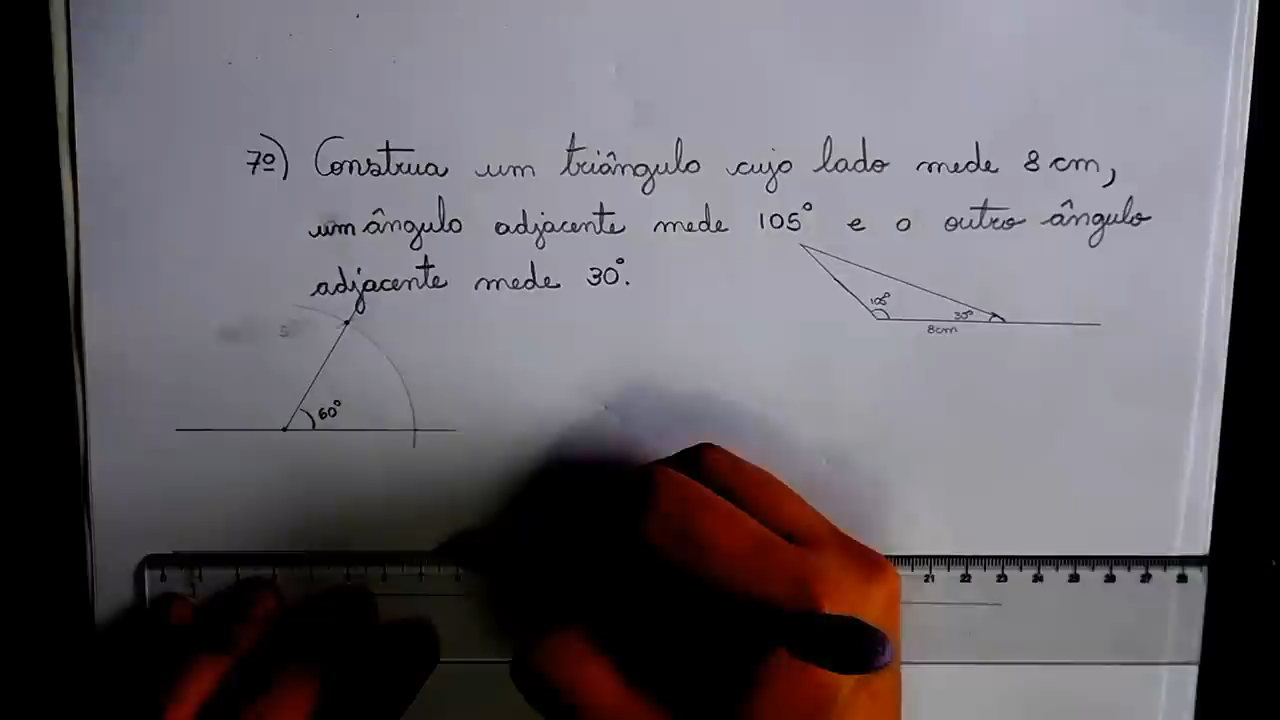 7º) Construa um triângulo cujo lado mede 8 cm,
um ângulo adjacente mede 105° e o outro ângulo
adjacente mede 30°.
105°
30°
8cm
60°
21 22 23 24 25 26 27 28